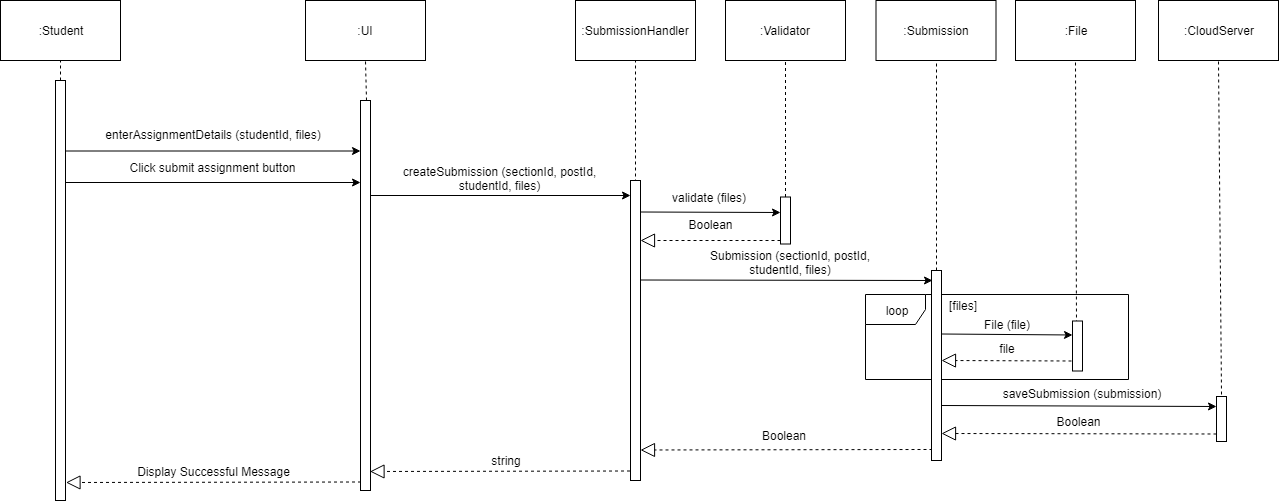 :Student
:UI
:SubmissionHandler
:Validator
:Submission
:File
:CloudServer
enterAssignmentDetails (studentId, files)
Click submit assignment button
createSubmission (sectionId, postId,
studentId, files)
validate (files)
Boolean
Submission (sectionId, postId,
studentId, files)
loop
[files]
File (file)
file
saveSubmission (submission)
Boolean
Boolean
string
Display Successful Message